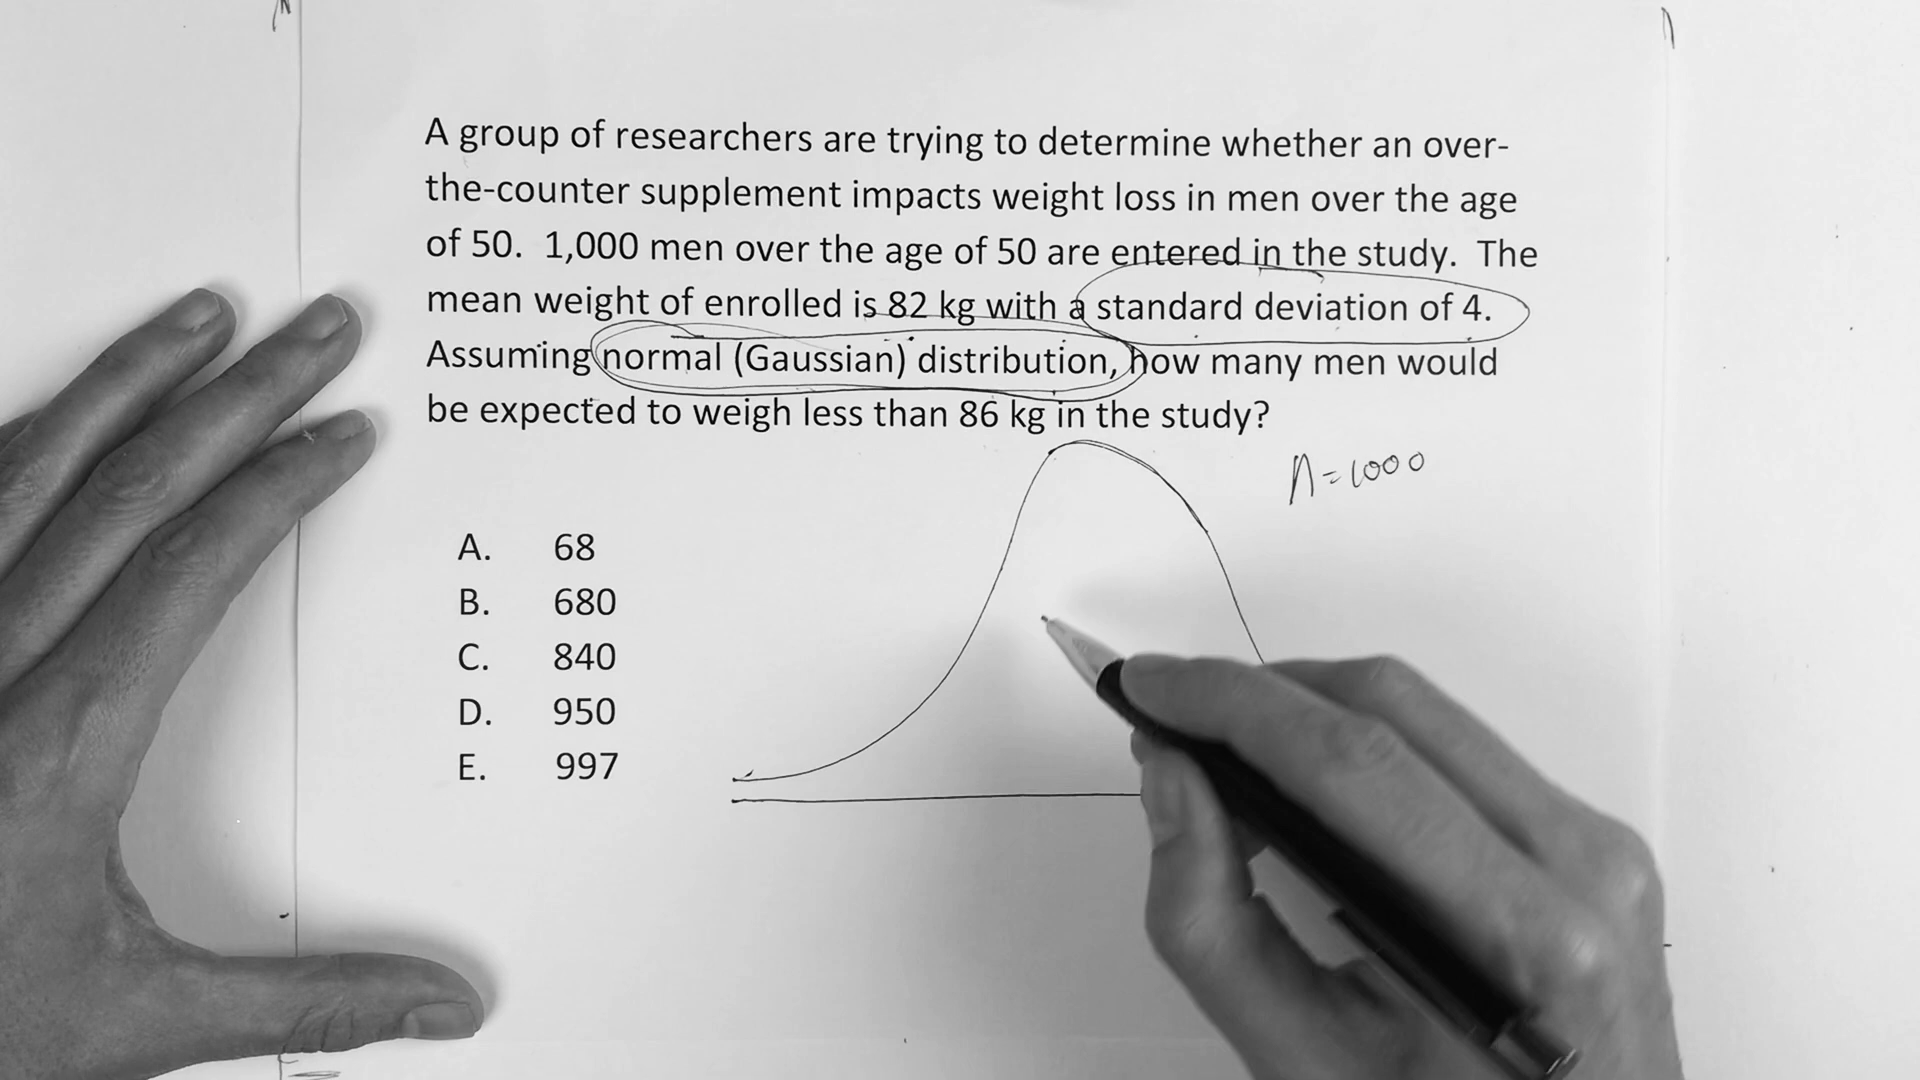 A group of researchers are trying to determine whether an over-
the-counter supplement impacts weight loss in men over the age
of 50. 1,000 men over the age of 50 are entered in the study. The
mean weight of enrolled is 82 kg with a standard deviation of 4.
Assuming normal (Gaussian) distribution, how many men would
be expected to weigh less than 86 kg in the study?
n=1000
A. 68
B. 680
C. 840
D. 950
E. 997